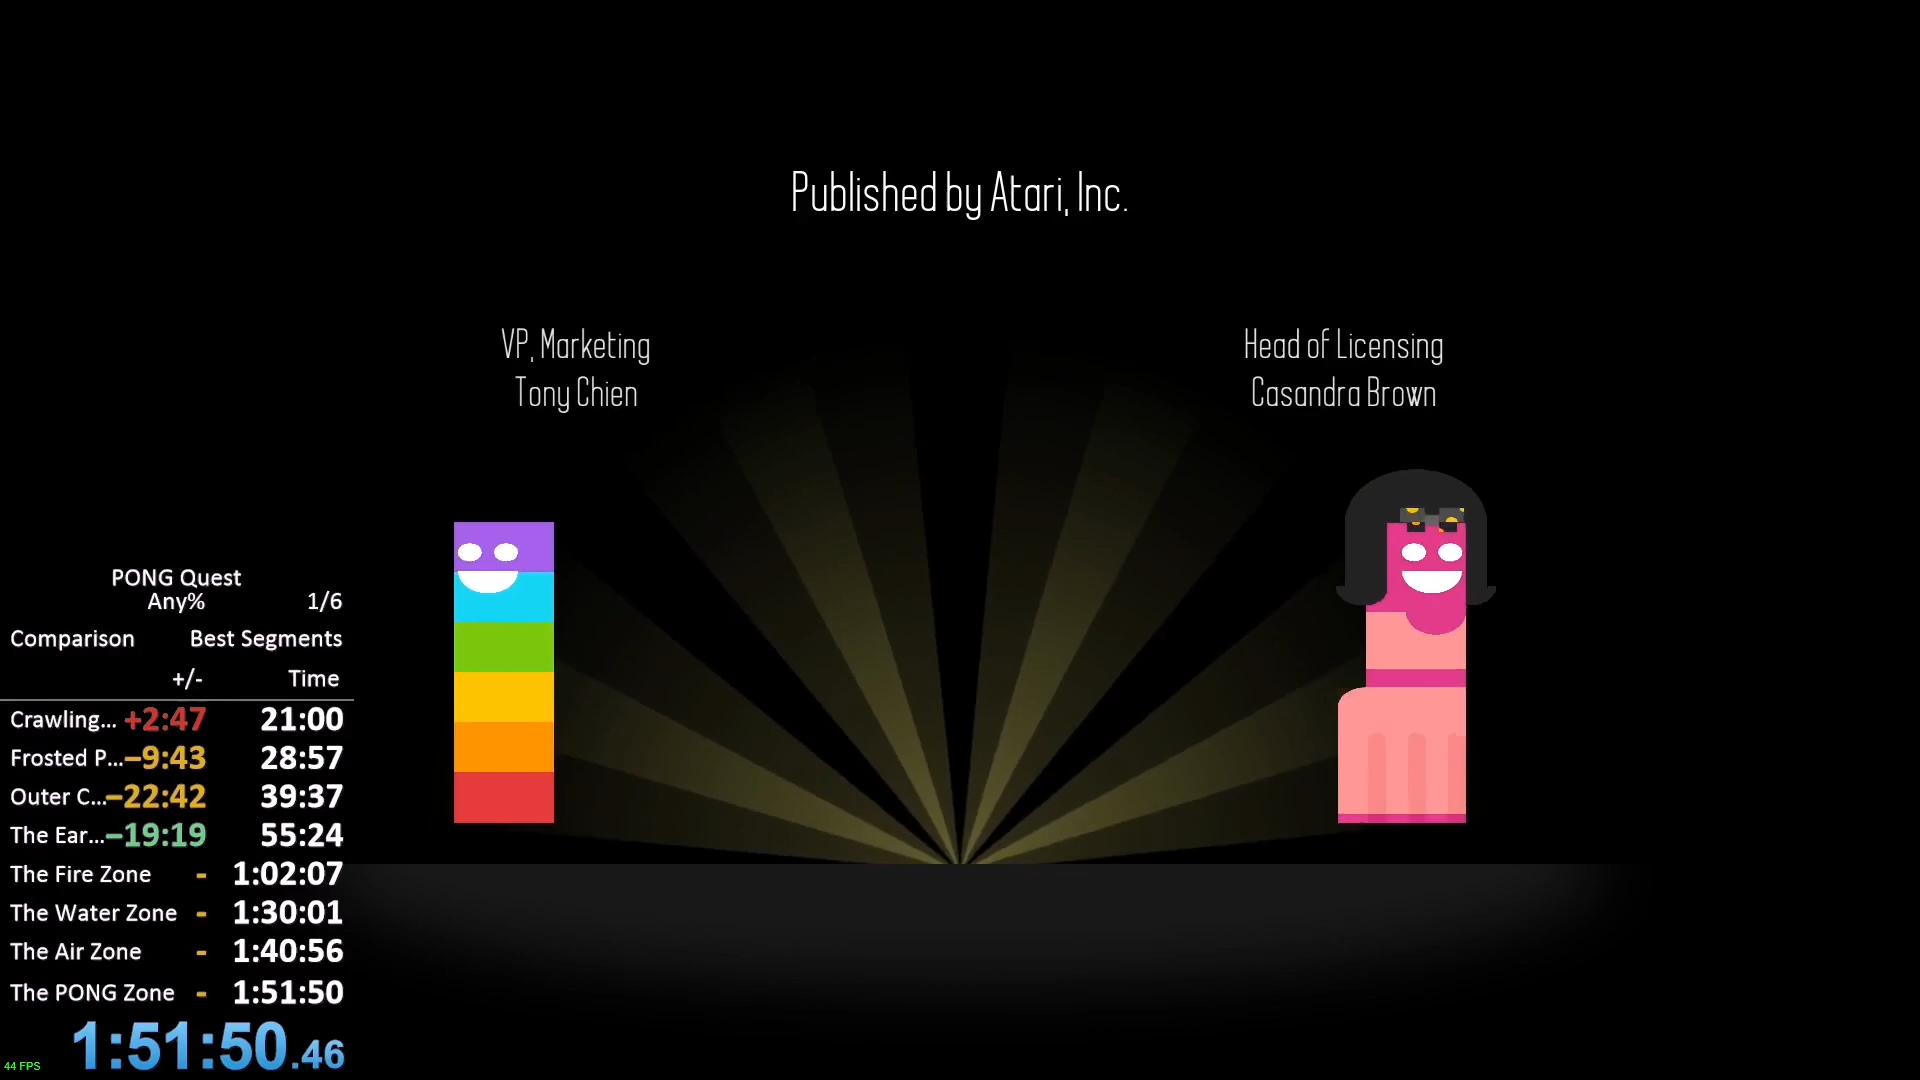 Published by Atari, Inc.
VP, Marketing
Tony Chien
Head of Licensing
Casandra Brown
PONG Quest
Any% 1/6
Comparison Best Segments
+/- Time
Crawling... +2:47 21:00
Frosted P... −9:43 28:57
Outer C... −22:42 39:37
The Ear... −19:19 55:24
The Fire Zone - 1:02:07
The Water Zone - 1:30:01
The Air Zone - 1:40:56
The PONG Zone - 1:51:50
1:51:50.46
44 FPS